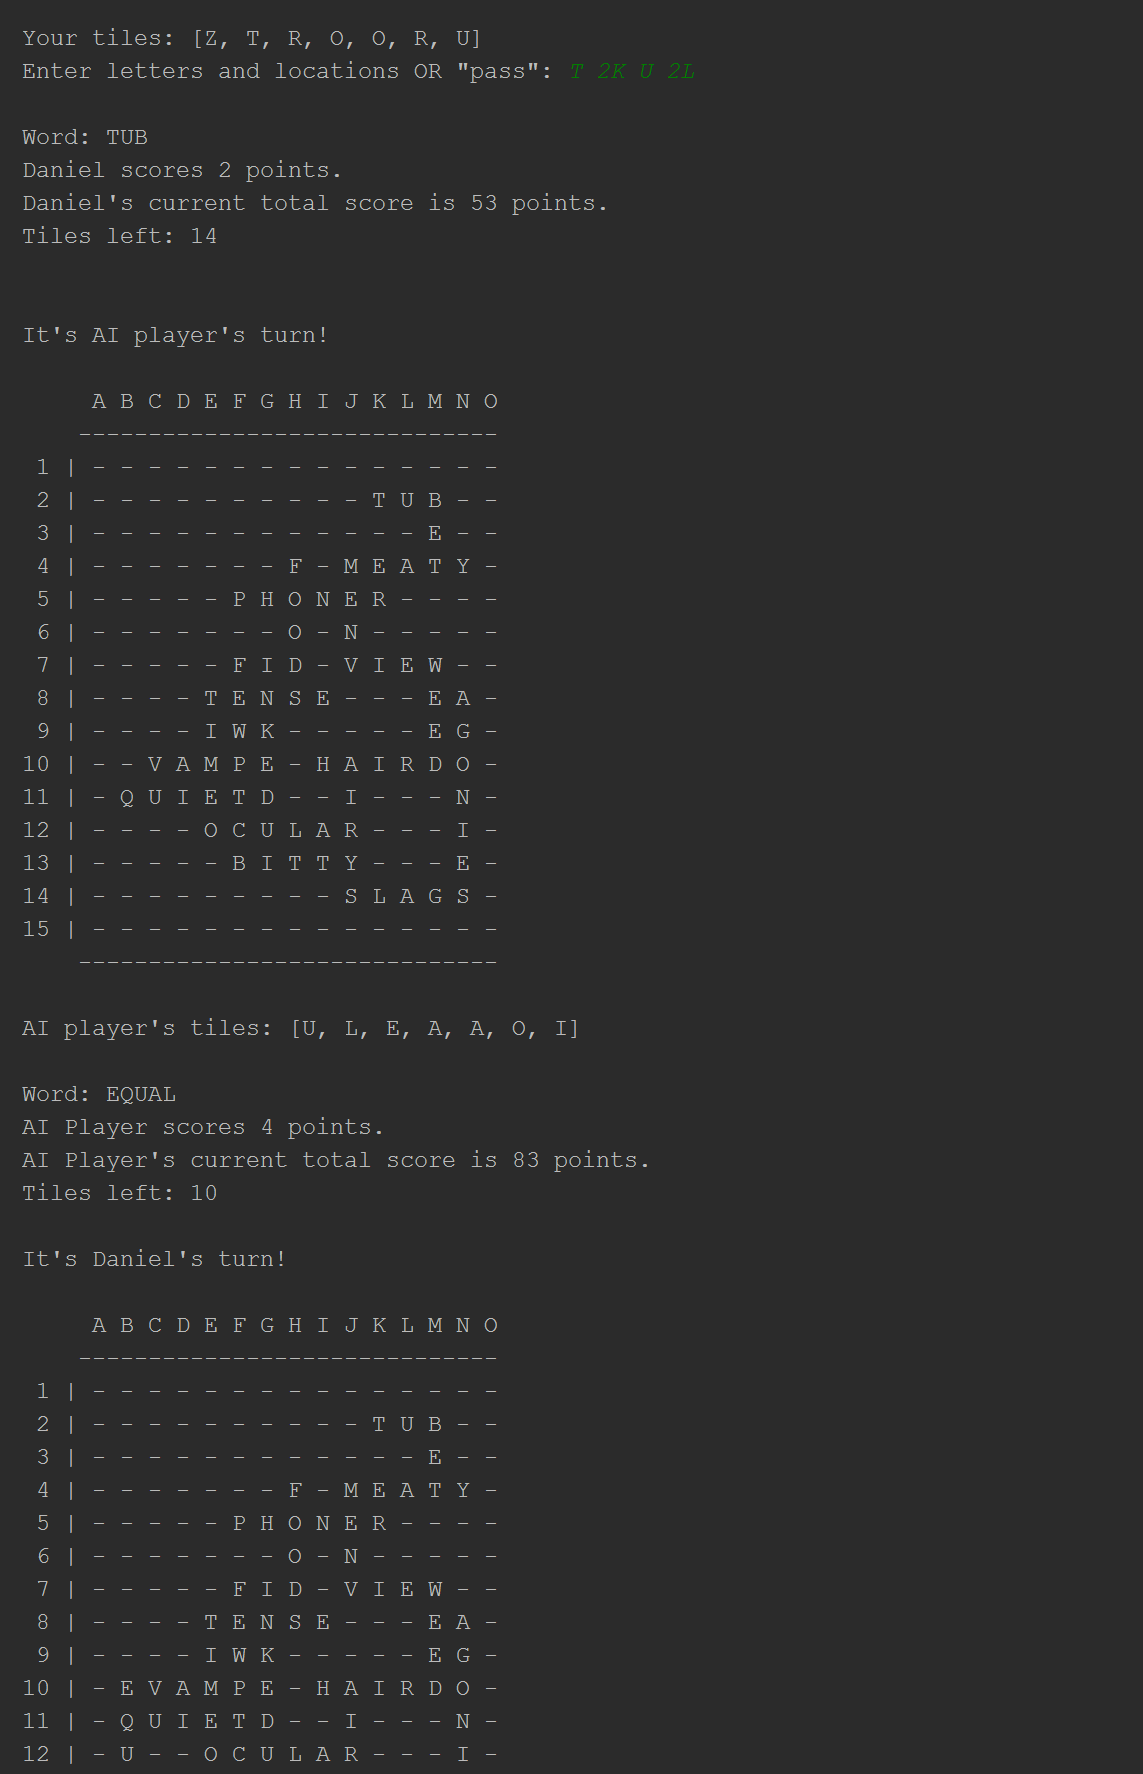 Your tiles: [Z, T, R, O, O, R, U]
Enter letters and locations OR "pass": T 2K U 2L
Word: TUB
Daniel scores 2 points.
Daniel's current total score is 53 points.
Tiles left: 14
It's AI player's turn!
A B C D E F G H I J K L M N O
------------------------------
1 | - - - - - - - - - - - - - - -
2 | - - - - - - - - - - T U B - -
3 | - - - - - - - - - - - - E - -
4 | - - - - - - - F - M E A T Y -
5 | - - - - - P H O N E R - - - -
6 | - - - - - - - O - N - - - - -
7 | - - - - - F I D - V I E W - -
8 | - - - - T E N S E - - - E A -
9 | - - - - I W K - - - - - E G -
10 | - - V A M P E - H A I R D O -
11 | - Q U I E T D - - I - - - N -
12 | - - - - O C U L A R - - - I -
13 | - - - - - B I T T Y - - - E -
14 | - - - - - - - - - S L A G S -
15 | - - - - - - - - - - - - - - -
------------------------------
AI player's tiles: [U, L, E, A, A, O, I]
Word: EQUAL
AI Player scores 4 points.
AI Player's current total score is 83 points.
Tiles left: 10
It's Daniel's turn!
A B C D E F G H I J K L M N O
------------------------------
1 | - - - - - - - - - - - - - - -
2 | - - - - - - - - - - T U B - -
3 | - - - - - - - - - - - - E - -
4 | - - - - - - - F - M E A T Y -
5 | - - - - - P H O N E R - - - -
6 | - - - - - - - O - N - - - - -
7 | - - - - - F I D - V I E W - -
8 | - - - - T E N S E - - - E A -
9 | - - - - I W K - - - - - E G -
10 | - E V A M P E - H A I R D O -
11 | - Q U I E T D - - I - - - N -
12 | - U - - O C U L A R - - - I -